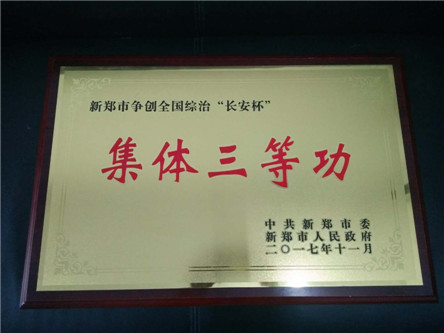 新郑市争创全国综治“长安杯”
集体三等功
中共新郑市委
新郑市人民政府
二〇一七年十一月